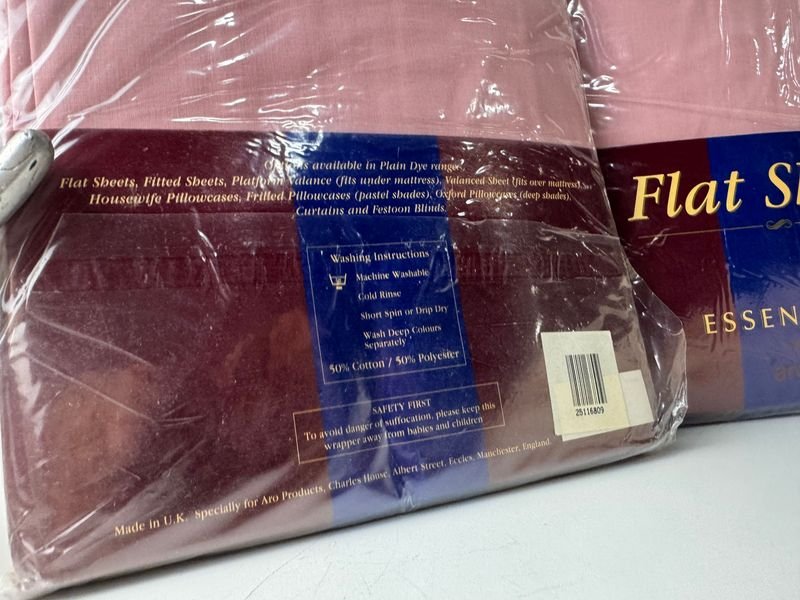 Options available in Plain Dye range
Flat Sheets, Fitted Sheets, Platform Valance (fits under mattress), Valanced Sheet (fits over mattress),
Housewife Pillowcases, Frilled Pillowcases (pastel shades), Oxford Pillowcases (deep shades),
Curtains and Festoon Blinds.
Washing Instructions
Machine Washable
Cold Rinse
Short Spin or Drip Dry
Wash Deep Colours
Separately
50% Cotton / 50% Polyester
SAFETY FIRST
To avoid danger of suffocation, please keep this
wrapper away from babies and children
Made in U.K. Specially for Aro Products, Charles House, Albert Street, Eccles, Manchester, England.
25116809
Flat S
ESSEN